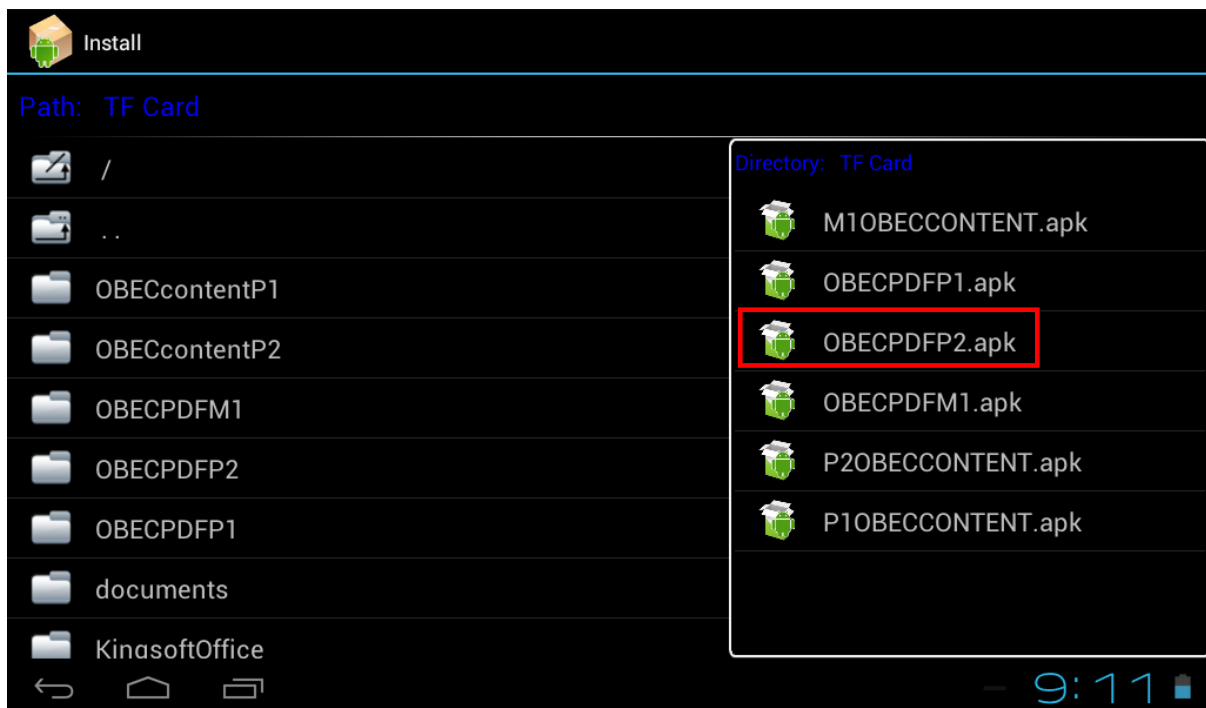 Install
Path: TF Card
/
. .
OBECcontentP1
OBECcontentP2
OBECPDFM1
OBECPDFP2
OBECPDFP1
documents
KingsoftOffice
Directory: TF Card
M1OBECCONTENT.apk
OBECPDFP1.apk
OBECPDFP2.apk
OBECPDFM1.apk
P2OBECCONTENT.apk
P1OBECCONTENT.apk
9:11